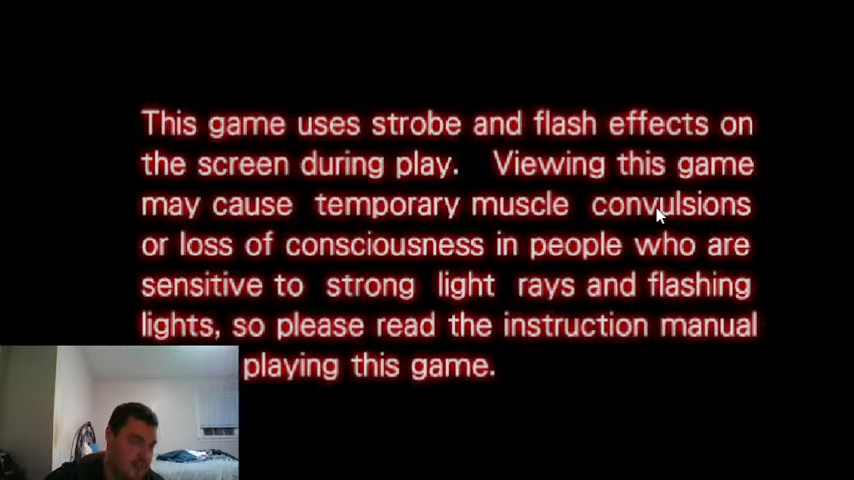 This game uses strobe and flash effects on
the screen during play. Viewing this game
may cause temporary muscle convulsions
or loss of consciousness in people who are
sensitive to strong light rays and flashing
lights, so please read the instruction manual
playing this game.